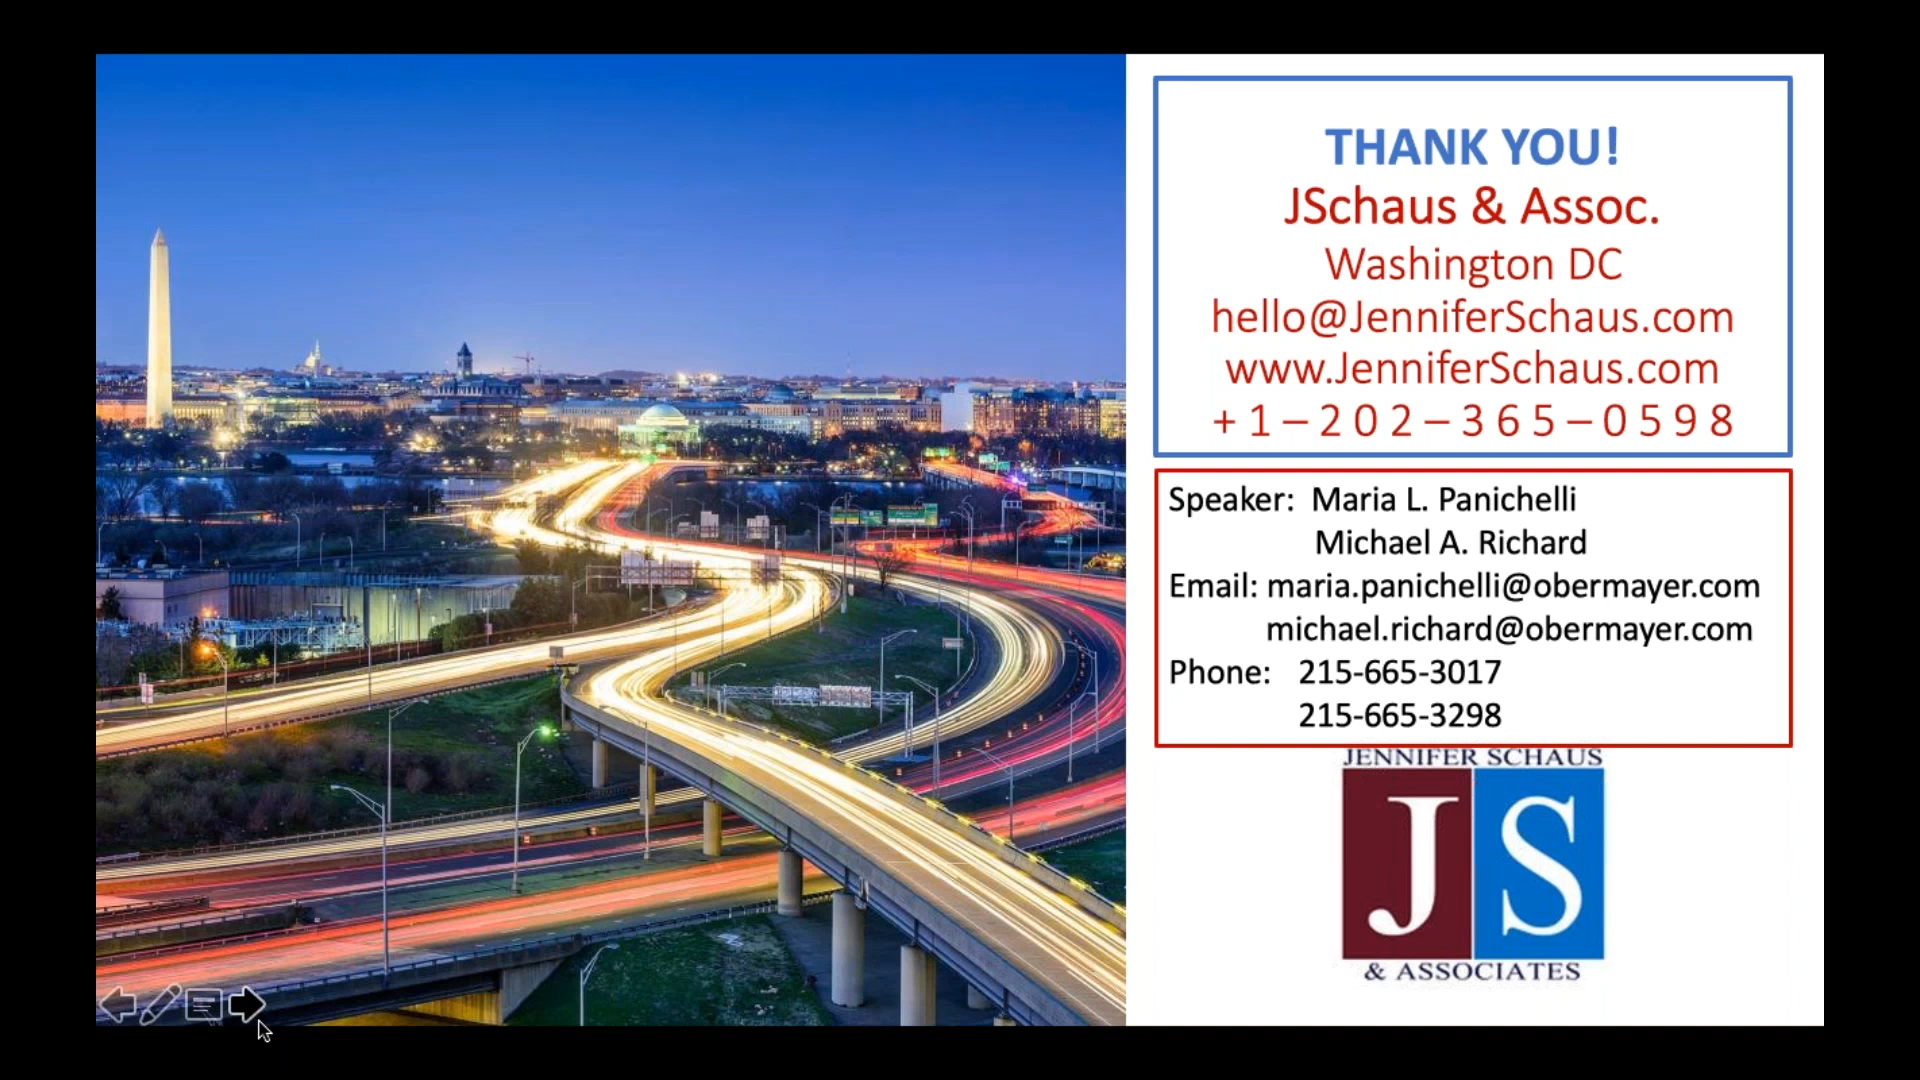 THANK YOU!
JSchaus & Assoc.
Washington DC
hello@JenniferSchaus.com
www.JenniferSchaus.com
+1–202–365–0598
Speaker: Maria L. Panichelli
Michael A. Richard
Email: maria.panichelli@obermayer.com
michael.richard@obermayer.com
Phone: 215-665-3017
215-665-3298
JENNIFER SCHAUS
JS
& ASSOCIATES